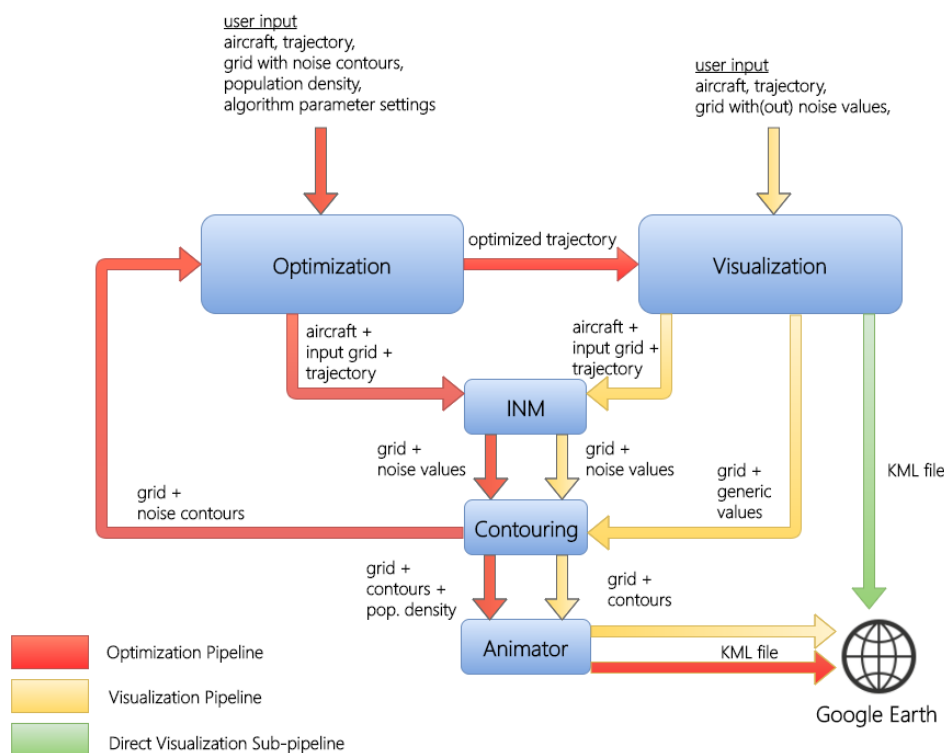 user input
aircraft, trajectory,
grid with noise contours,
population density,
algorithm parameter settings
user input
aircraft, trajectory,
grid with(out) noise values,
Optimization
optimized trajectory
Visualization
aircraft +
input grid +
trajectory
aircraft +
input grid +
trajectory
INM
grid +
noise values
grid +
noise values
grid +
generic
values
KML file
grid +
noise contours
Contouring
grid +
contours +
pop. density
grid +
contours
Animator
KML file
Google Earth
Optimization Pipeline
Visualization Pipeline
Direct Visualization Sub-pipeline